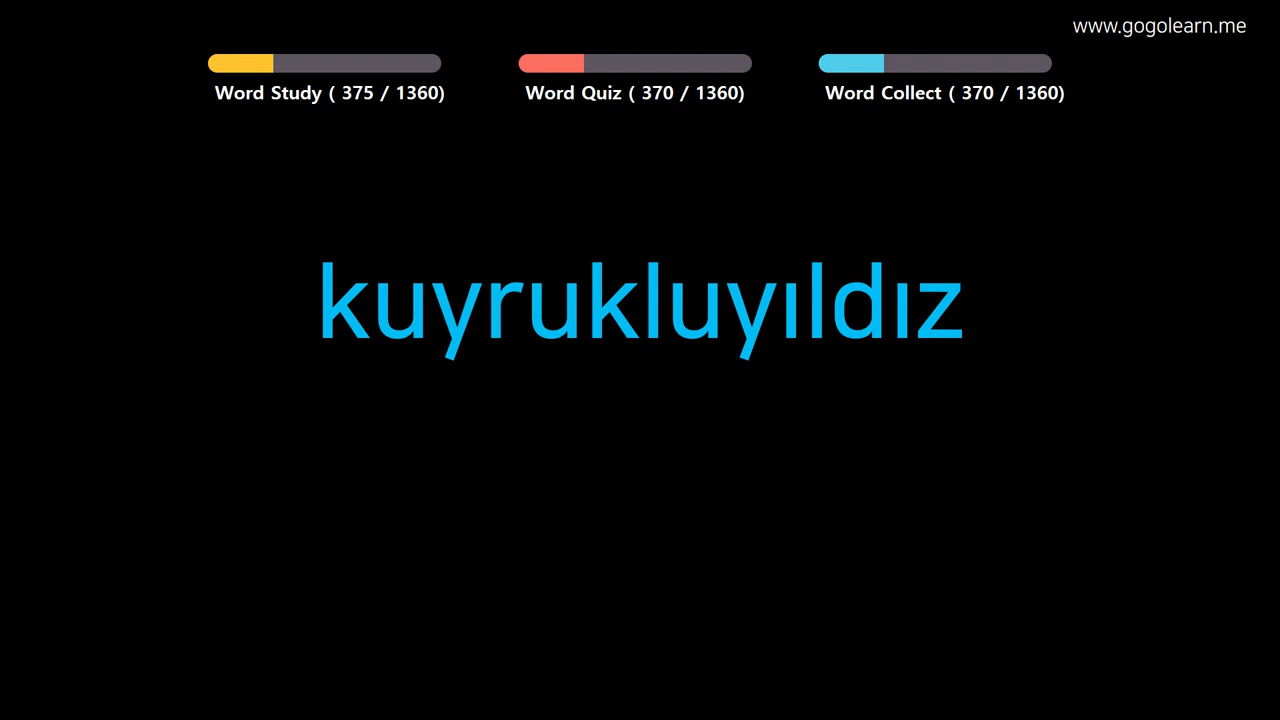 www.gogolearn.me
Word Study ( 375 / 1360)
Word Quiz ( 370 / 1360)
Word Collect ( 370 / 1360)
kuyrukluyıldız